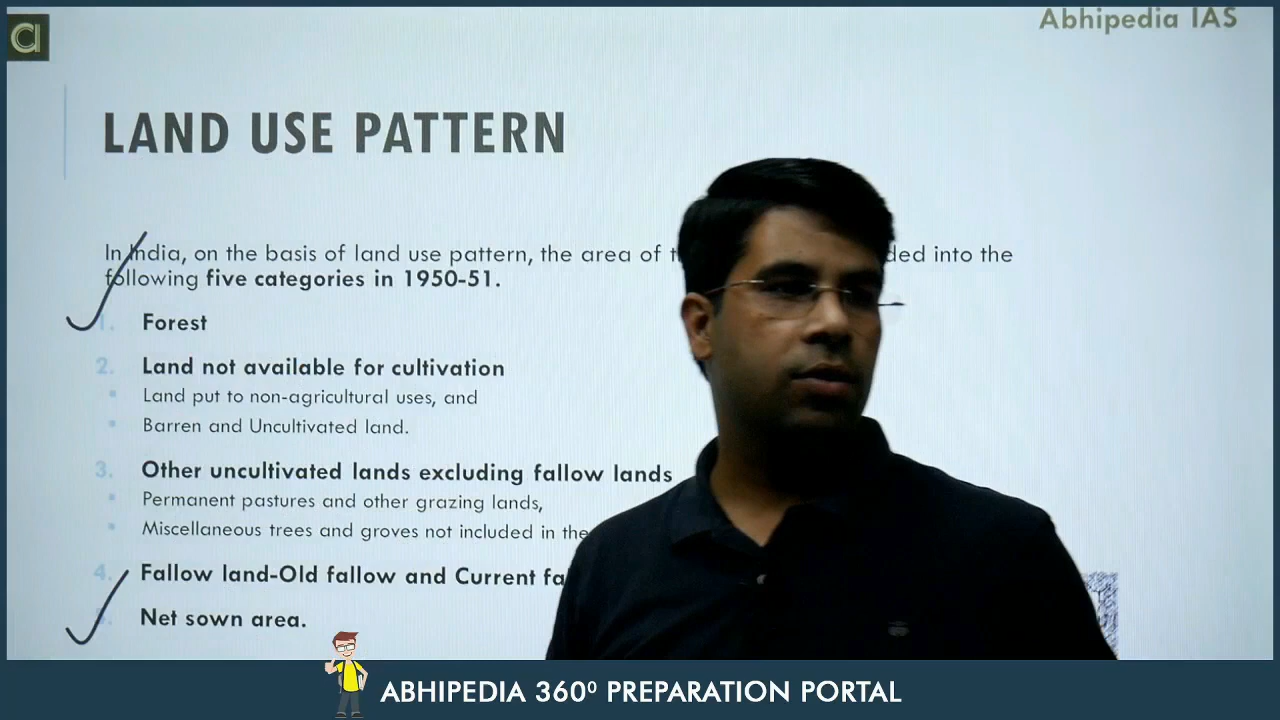 Abhipedia IAS
LAND USE PATTERN
In India, on the basis of land use pattern, the area of ded into the
following five categories in 1950-51.
1. Forest
2. Land not available for cultivation
Land put to non-agricultural uses, and
Barren and Uncultivated land.
3. Other uncultivated lands excluding fallow lands
Permanent pastures and other grazing lands,
Miscellaneous trees and groves not included in the
4. Fallow land-Old fallow and Current fa
5. Net sown area.
ABHIPEDIA 360⁰ PREPARATION PORTAL